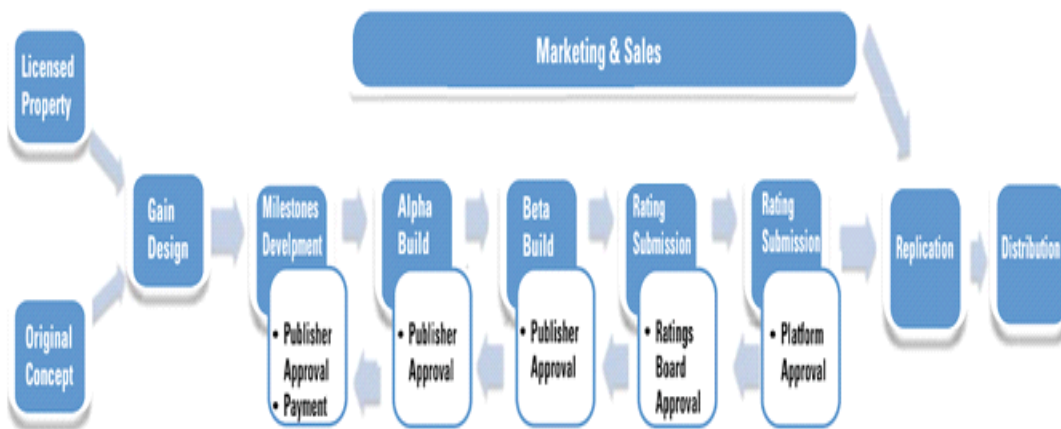 Marketing & Sales
Licensed
Property
Original
Concept
Gain
Design
Milestones
Develpment
• Publisher
Approval
• Payment
Alpha
Build
• Publisher
Approval
Beta
Build
• Publisher
Approval
Rating
Submission
• Ratings
Board
Approval
Rating
Submission
• Platform
Approval
Replication
Distribution